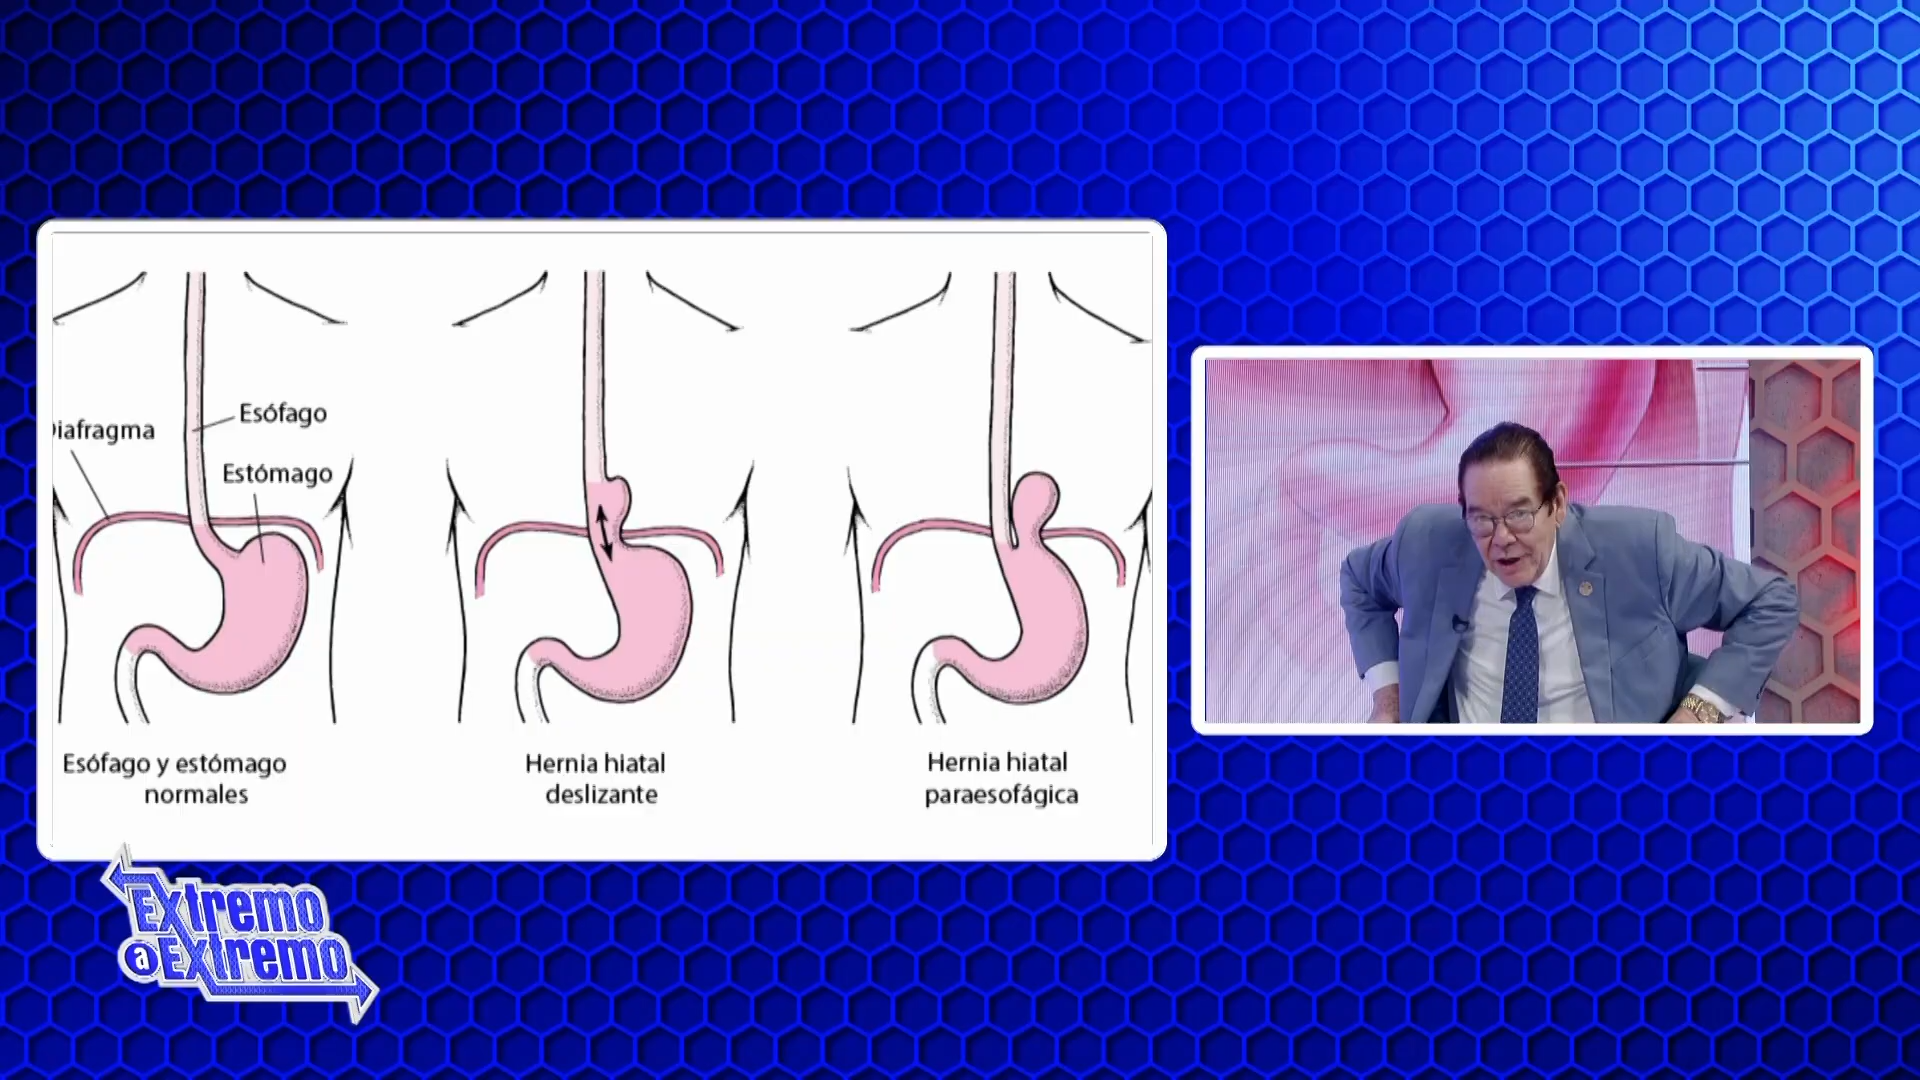 Esófago
iafragma
Estómago
Esófago y estómago
normales
Hernia hiatal
deslizante
Hernia hiatal
paraesofágica
Extremo
a Extremo